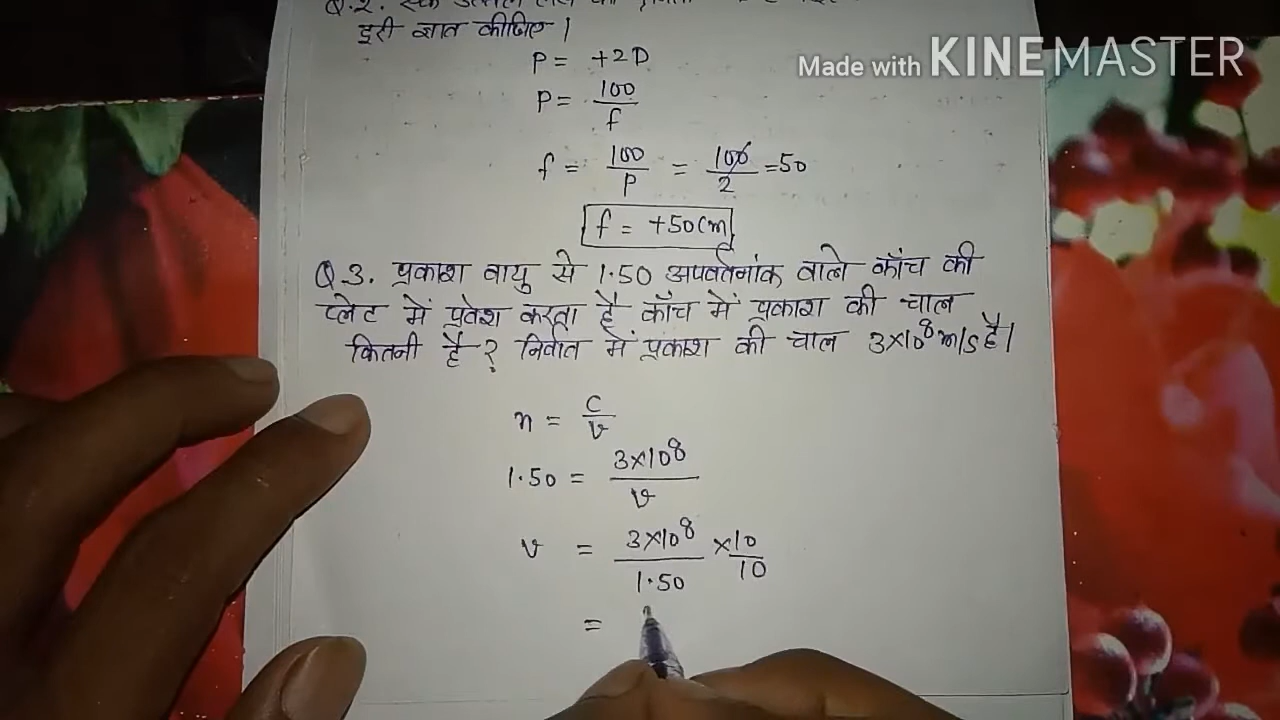 दूरी ज्ञात कीजिए।
P = +2D
Made with KINEMASTER
P = 100/f
f = 100/P = 100/2 = 50
f = +50cm
Q.3. प्रकाश वायु से 1.50 अपवर्तनांक वाले काँच की
प्लेट में प्रवेश करता है काँच में प्रकाश की चाल
कितनी है? निर्वात में प्रकाश की चाल 3×10⁸ m/s है।
n = c/v
1.50 = 3×10⁸/v
v = 3×10⁸/1.50 ×10/10
=